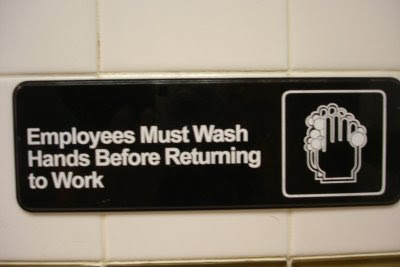 Employees Must Wash
Hands Before Returning
to Work